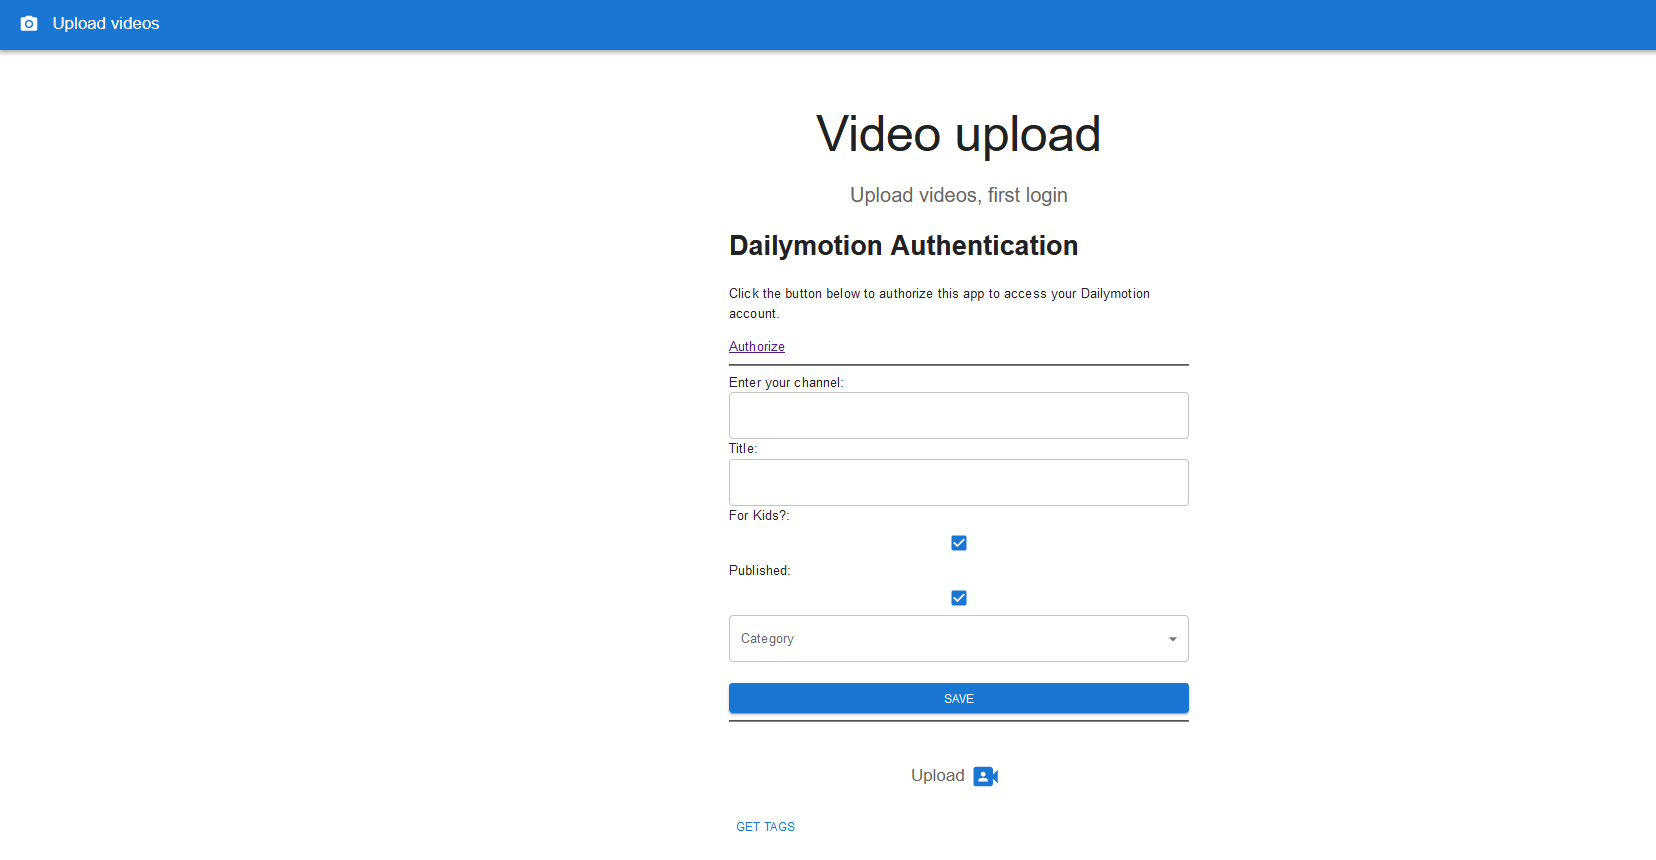 Upload videos
Video upload
Upload videos, first login
Dailymotion Authentication
Click the button below to authorize this app to access your Dailymotion
account.
Authorize
Enter your channel:
Title:
For Kids?:
Published:
Category
SAVE
Upload
GET TAGS